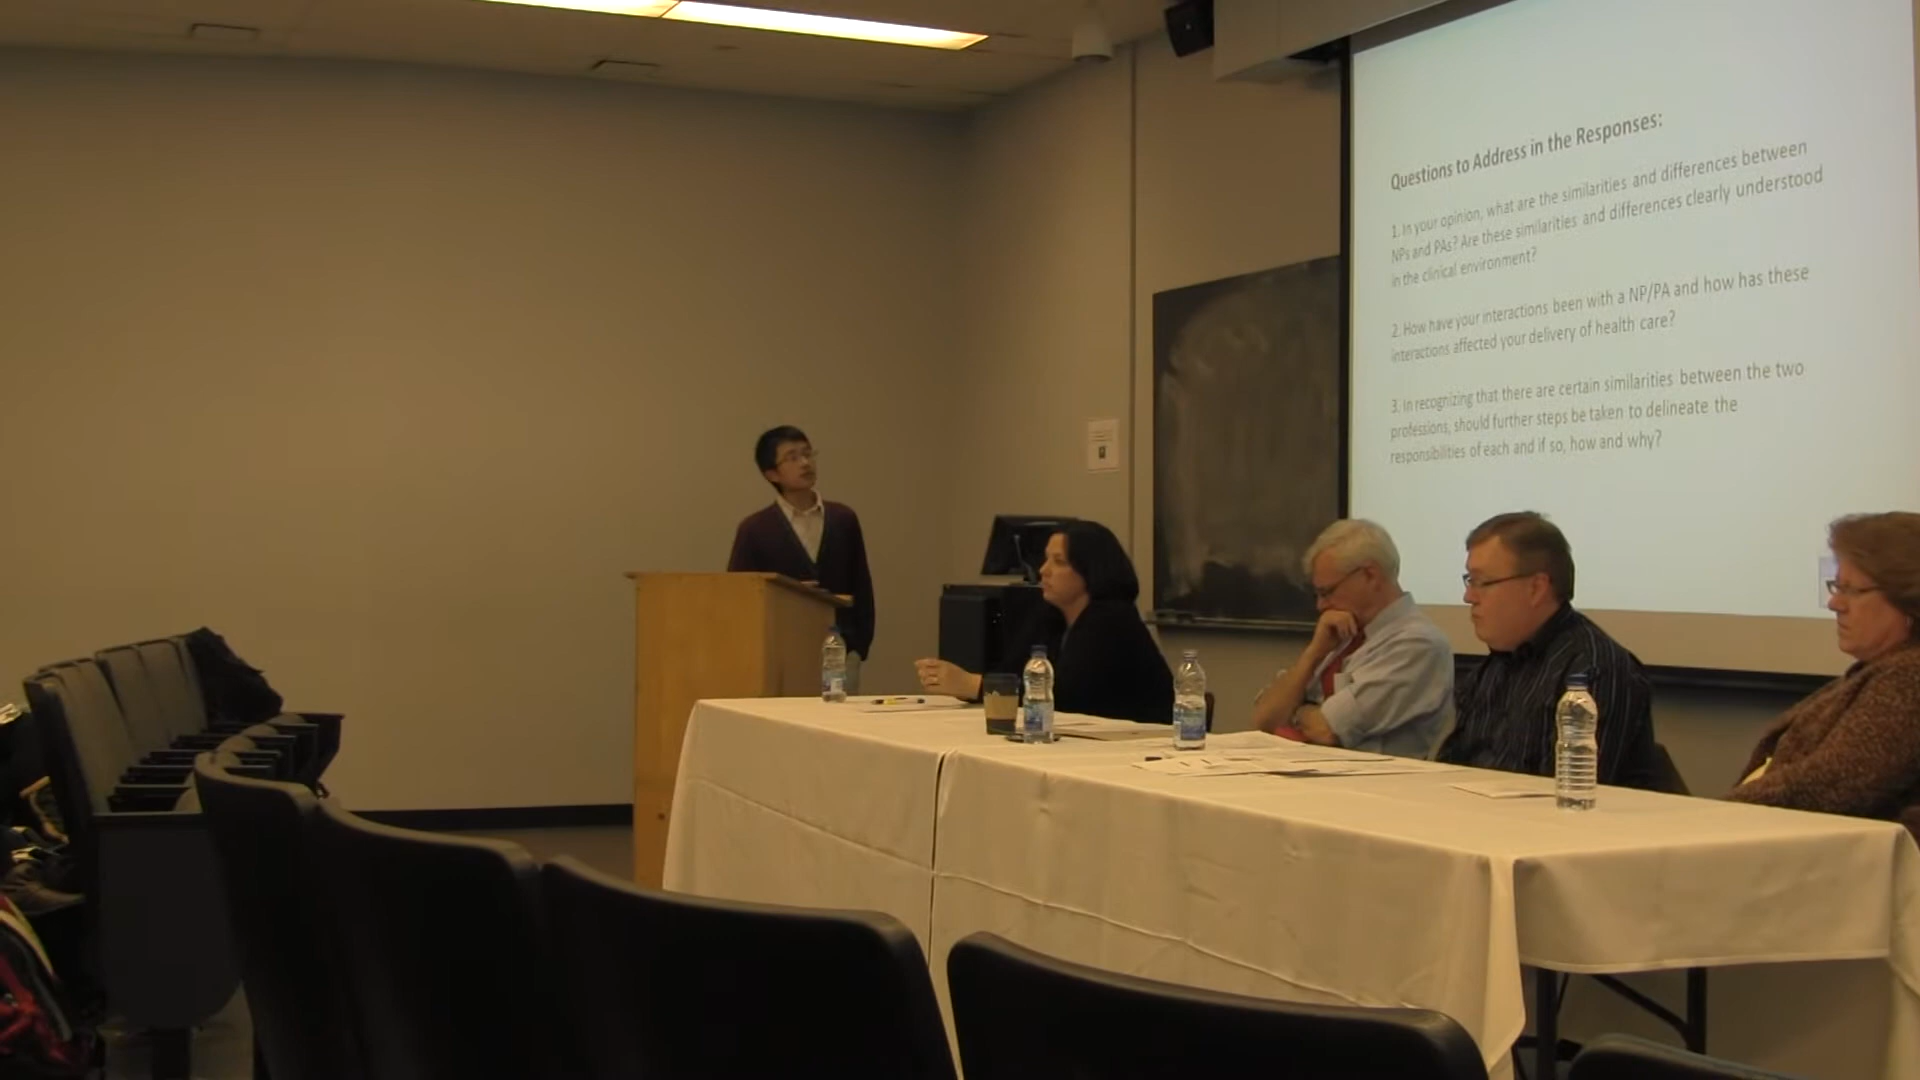 Questions to Address in the Responses:
1. In your opinion, what are the similarities and differences between
NPs and PAs? Are these similarities and differences clearly understood
in the clinical environment?
2. How have your interactions been with a NP/PA and how has these
interactions affected your delivery of health care?
3. In recognizing that there are certain similarities between the two
professions, should further steps be taken to delineate the
responsibilities of each and if so, how and why?